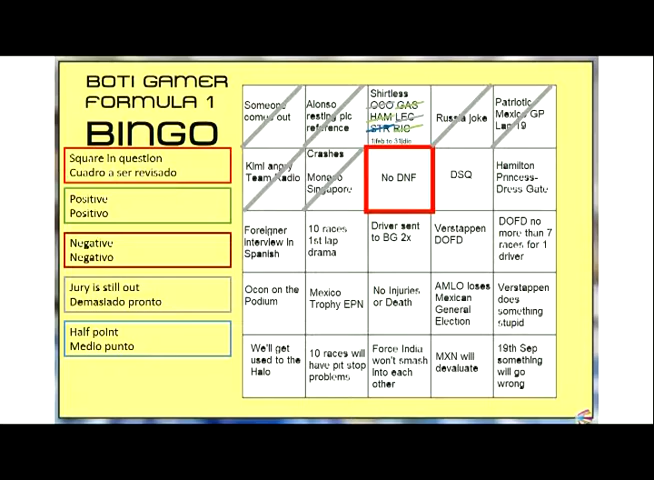 BOTI GAMER
FORMULA 1
BINGO
Square in question
Cuadro a ser revisado
Positive
Positivo
Negative
Negativo
Jury is still out
Demasiado pronto
Half point
Medio punto
Someone
comes out
Alonso
resting pic
reference
Shirtless
OCO GAS
HAM LEC
STR RIC
Russia joke
Patriotic
Mexico GP
Lap 19
Kimi angry
Team Radio
Crashes
Monaco
Singapore
No DNF
DSQ
Hamilton
Princess-
Dress Gate
Foreigner
Interview in
Spanish
10 races
1st lap
drama
Driver sent
to BG 2x
Verstappen
DOFD
DOFD no
more than 7
races for 1
driver
Ocon on the
Podium
Mexico
Trophy EPN
No Injuries
or Death
AMLO loses
Mexican
General
Election
Verstappen
does
something
stupid
We'll get
used to the
Halo
10 races will
have pit stop
problems
Force India
won't smash
into each
other
MXN will
devaluate
19th Sep
something
will go
wrong